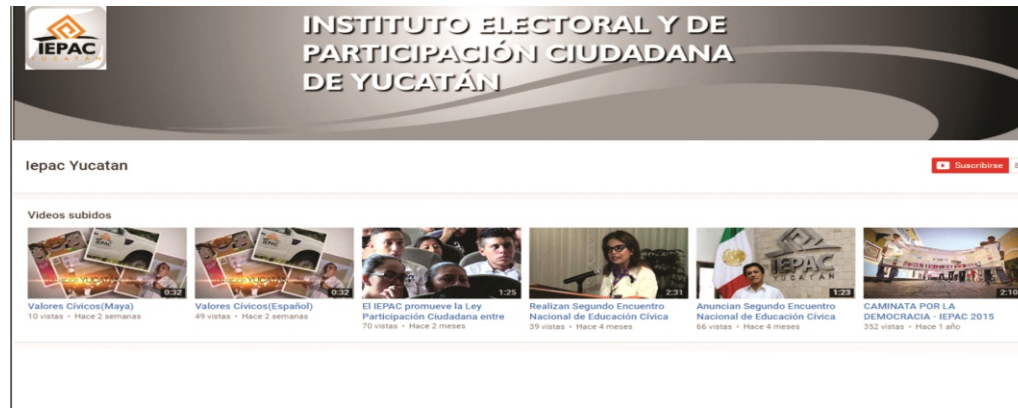 IEPAC
YUCATÁN
INSTITUTO ELECTORAL Y DE
PARTICIPACIÓN CIUDADANA
DE YUCATÁN
Iepac Yucatan
Suscribirse
Videos subidos
0:32
0:32
1:25
2:31
IEPAC
YUCATÁN
1:23
2:10
Valores Cívicos(Maya)
10 vistas • Hace 2 semanas
Valores Cívicos(Español)
49 vistas • Hace 2 semanas
El IEPAC promueve la Ley
Participación Ciudadana entre
70 vistas • Hace 2 meses
Realizan Segundo Encuentro
Nacional de Educación Cívica
39 vistas • Hace 4 meses
Anuncian Segundo Encuentro
Nacional de Educación Cívica
66 vistas • Hace 4 meses
CAMINATA POR LA
DEMOCRACIA - IEPAC 2015
352 vistas • Hace 1 año